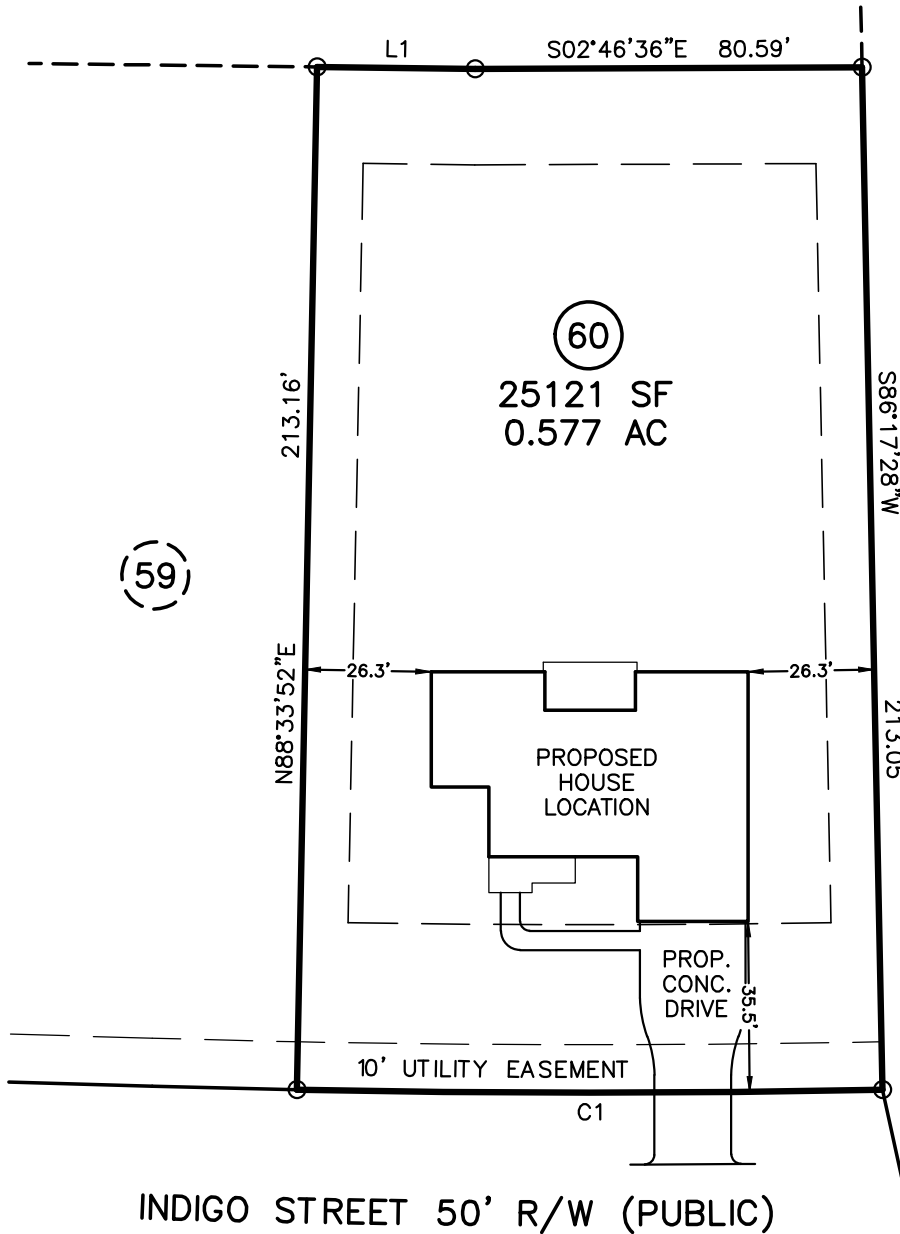 L1
S02°46'36"E 80.59'
60
25121 SF
0.577 AC
213.16'
S86°17'28"W
59
N88°33'52"E
26.3'
26.3'
213.05
PROPOSED
HOUSE
LOCATION
PROP.
CONC.
DRIVE
35.5'
10' UTILITY EASEMENT
C1
INDIGO STREET 50' R/W (PUBLIC)